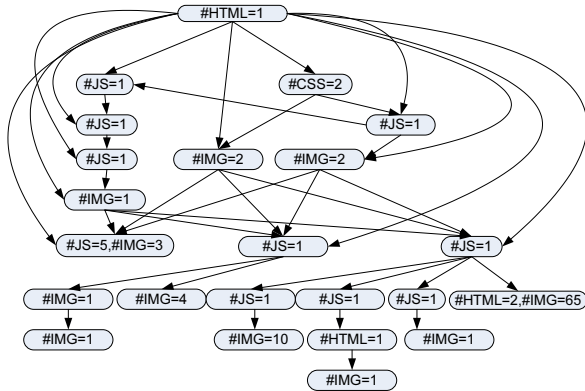 #HTML=1
#JS=1
#CSS=2
#JS=1
#JS=1
#JS=1
#IMG=2
#IMG=2
#IMG=1
#JS=5,#IMG=3
#JS=1
#JS=1
#IMG=1
#IMG=4
#JS=1
#JS=1
#JS=1
#HTML=2,#IMG=65
#IMG=1
#IMG=10
#HTML=1
#IMG=1
#IMG=1